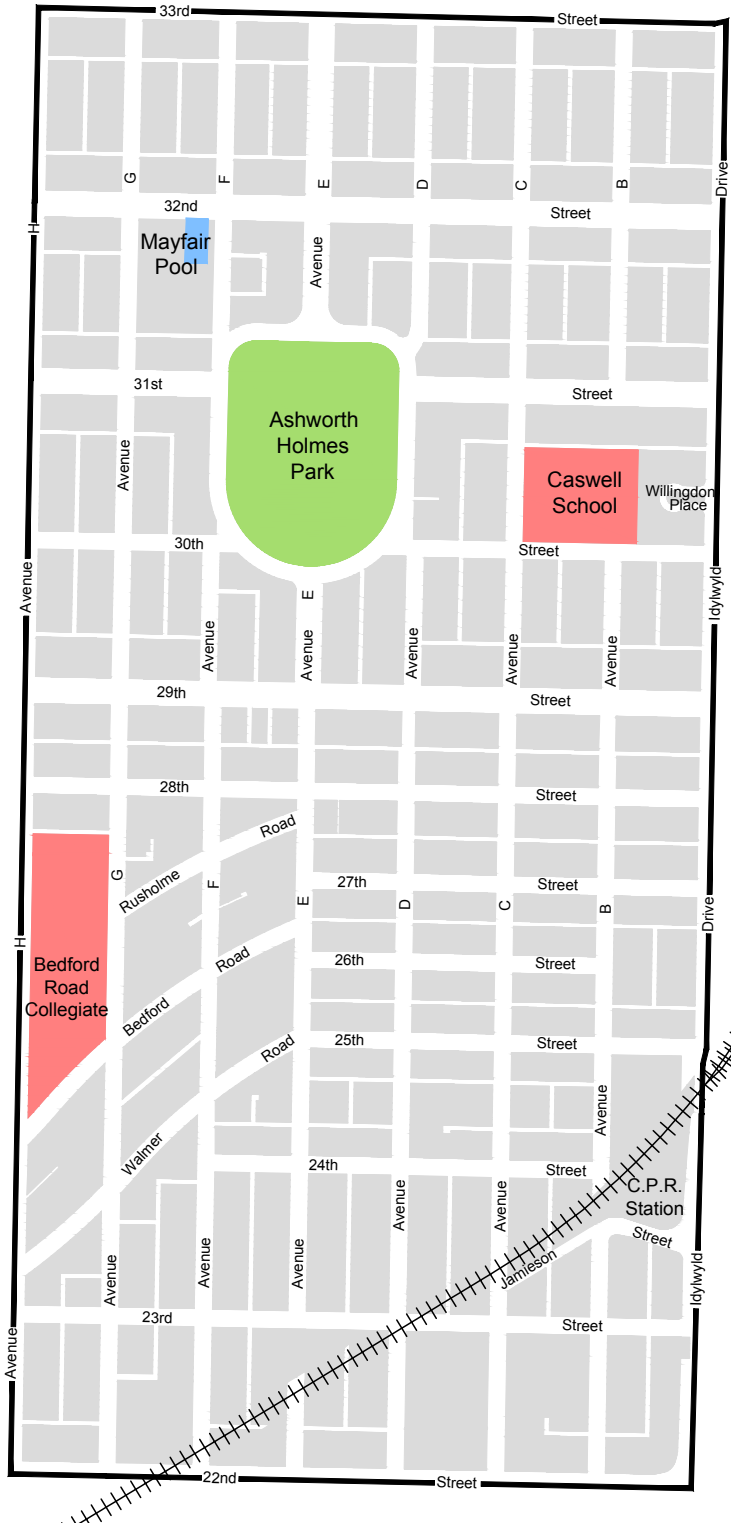 33rd
Street
G
F
E
D
C
B
Drive
32nd
Street
H
Mayfair
Pool
Avenue
31st
Street
Ashworth
Holmes
Park
Avenue
Caswell
School
Willingdon
Place
30th
Street
Avenue
E
Idylwyld
Avenue
Avenue
Avenue
Avenue
Avenue
29th
Street
28th
Street
Road
Rusholme
G
F
27th
Street
E
D
C
B
Drive
H
Bedford
Road
Collegiate
Road
Bedford
26th
Street
Road
25th
Street
Avenue
Walmer
24th
Street
C.P.R.
Station
Avenue
Avenue
Street
Jamieson
Avenue
Avenue
Avenue
Idylwyld
23rd
Street
Avenue
22nd
Street